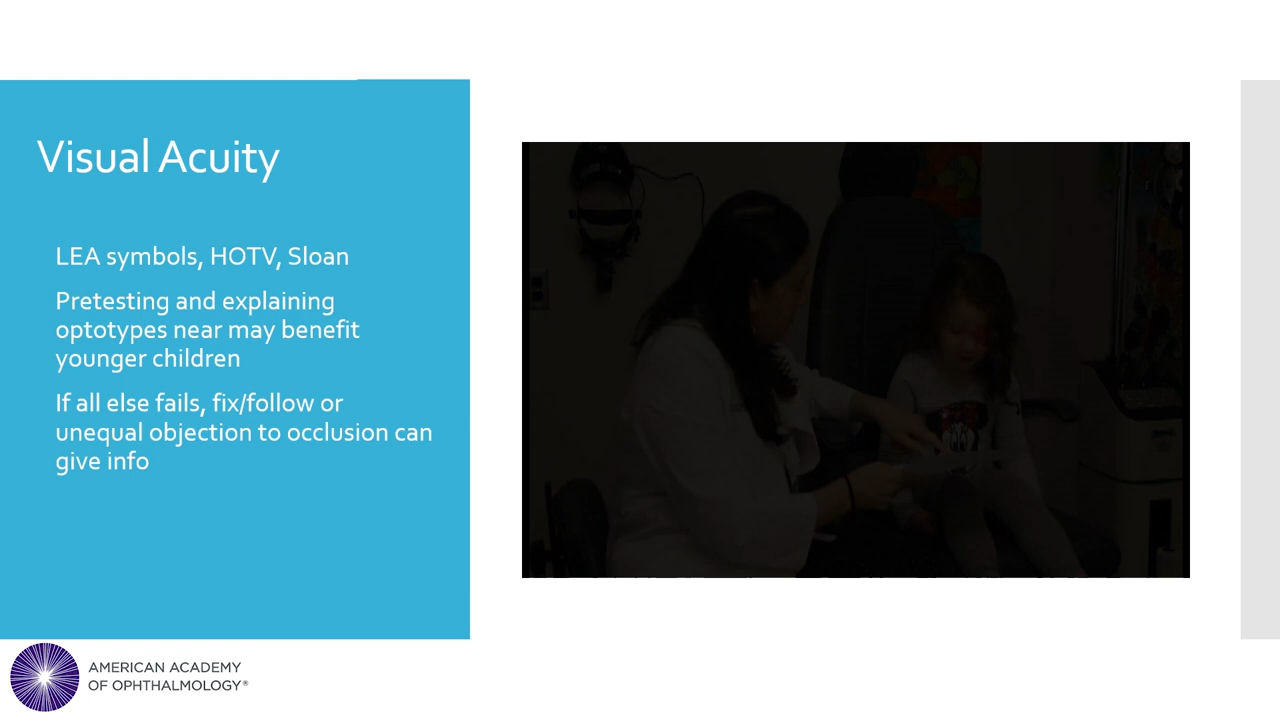 Visual Acuity
LEA symbols, HOTV, Sloan
Pretesting and explaining
optotypes near may benefit
younger children
If all else fails, fix/follow or
unequal objection to occlusion can
give info
AMERICAN ACADEMY
OF OPHTHALMOLOGY®